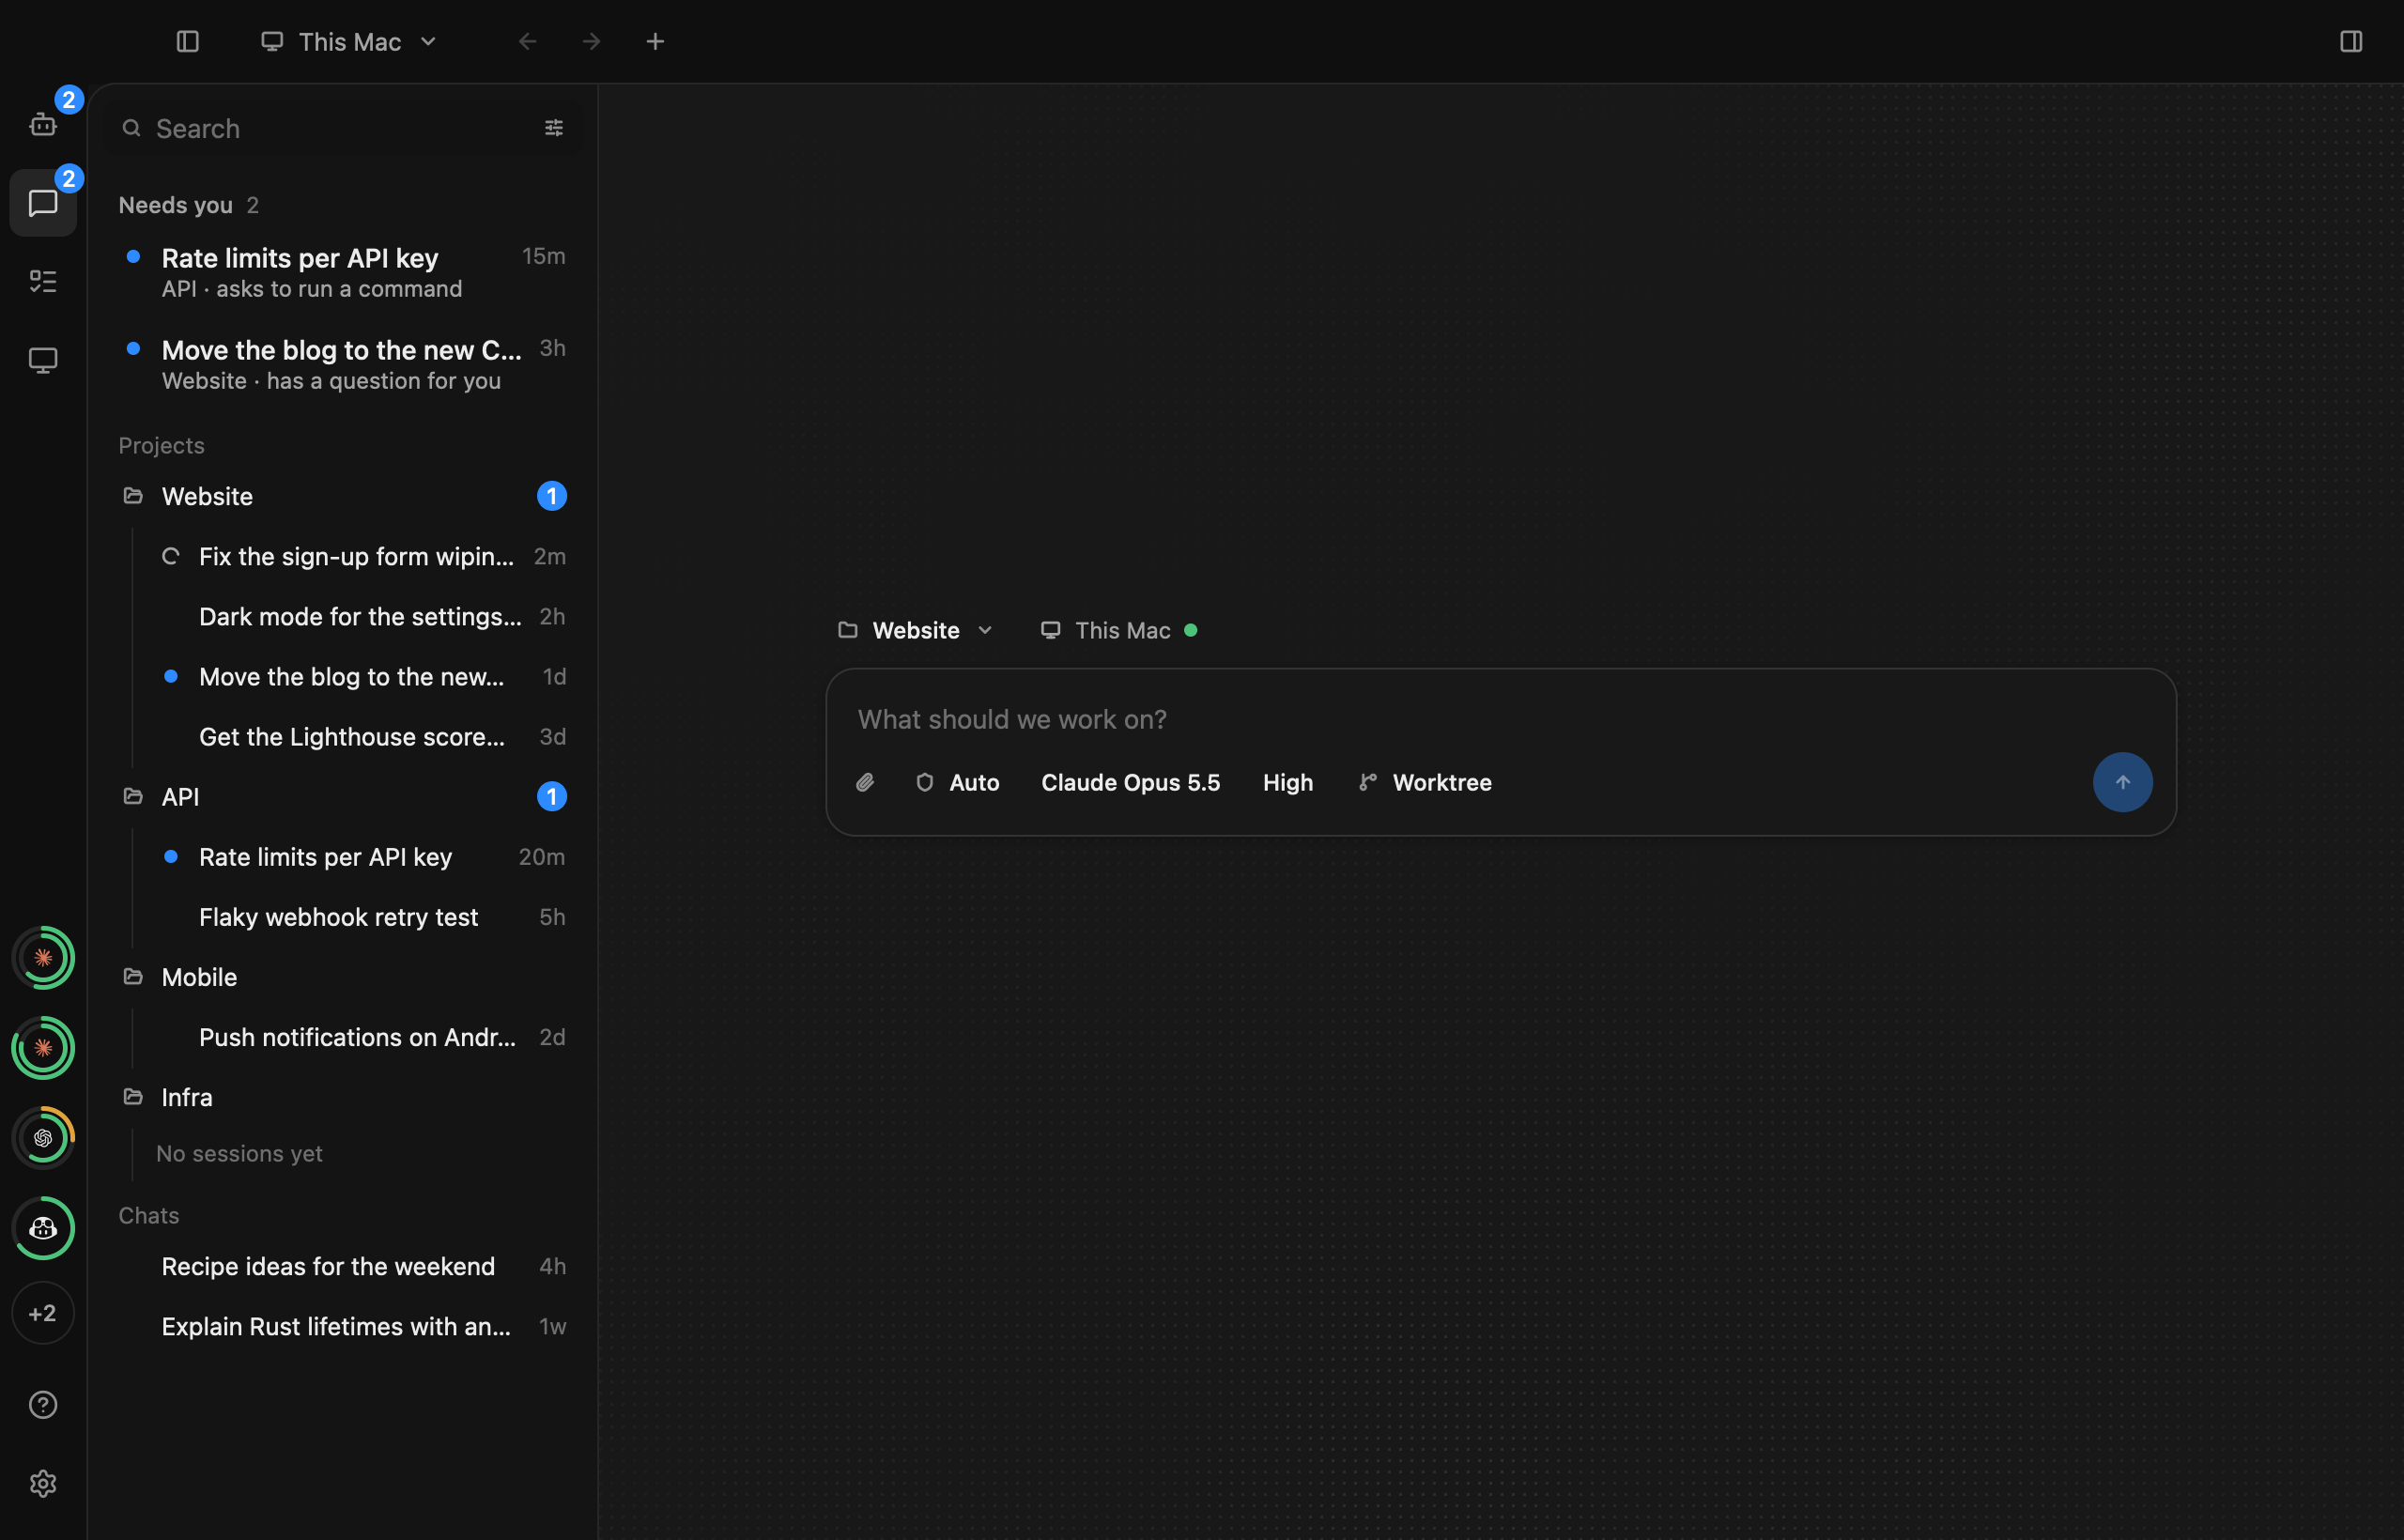 This Mac
2
2
Search
Needs you 2
Rate limits per API key 15m
API · asks to run a command
Move the blog to the new C... 3h
Website · has a question for you
Projects
Website 1
Fix the sign-up form wipin... 2m
Dark mode for the settings... 2h
Move the blog to the new... 1d
Get the Lighthouse score... 3d
API 1
Rate limits per API key 20m
Flaky webhook retry test 5h
Mobile
Push notifications on Andr... 2d
Infra
No sessions yet
Chats
Recipe ideas for the weekend 4h
Explain Rust lifetimes with an... 1w
+2
Website This Mac
What should we work on?
Auto Claude Opus 5.5 High Worktree